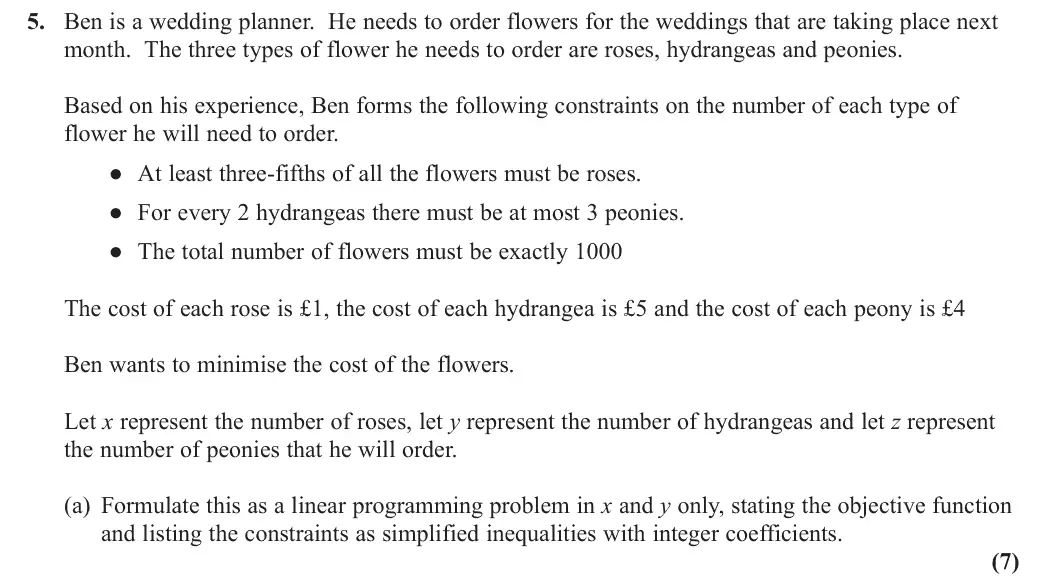 5. Ben is a wedding planner. He needs to order flowers for the weddings that are taking place next
month. The three types of flower he needs to order are roses, hydrangeas and peonies.
Based on his experience, Ben forms the following constraints on the number of each type of
flower he will need to order.
● At least three-fifths of all the flowers must be roses.
● For every 2 hydrangeas there must be at most 3 peonies.
● The total number of flowers must be exactly 1000
The cost of each rose is £1, the cost of each hydrangea is £5 and the cost of each peony is £4
Ben wants to minimise the cost of the flowers.
Let x represent the number of roses, let y represent the number of hydrangeas and let z represent
the number of peonies that he will order.
(a) Formulate this as a linear programming problem in x and y only, stating the objective function
and listing the constraints as simplified inequalities with integer coefficients.
(7)